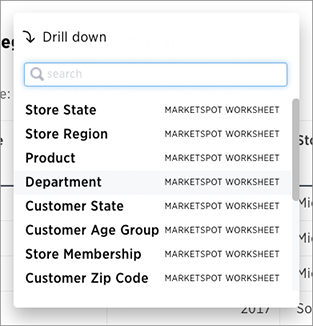 Drill down
search
Store State MARKETSPOT WORKSHEET
Store Region MARKETSPOT WORKSHEET
Product MARKETSPOT WORKSHEET
Department MARKETSPOT WORKSHEET
Customer State MARKETSPOT WORKSHEET
Customer Age Group MARKETSPOT WORKSHEET
Store Membership MARKETSPOT WORKSHEET
Customer Zip Code MARKETSPOT WORKSHEET
2017